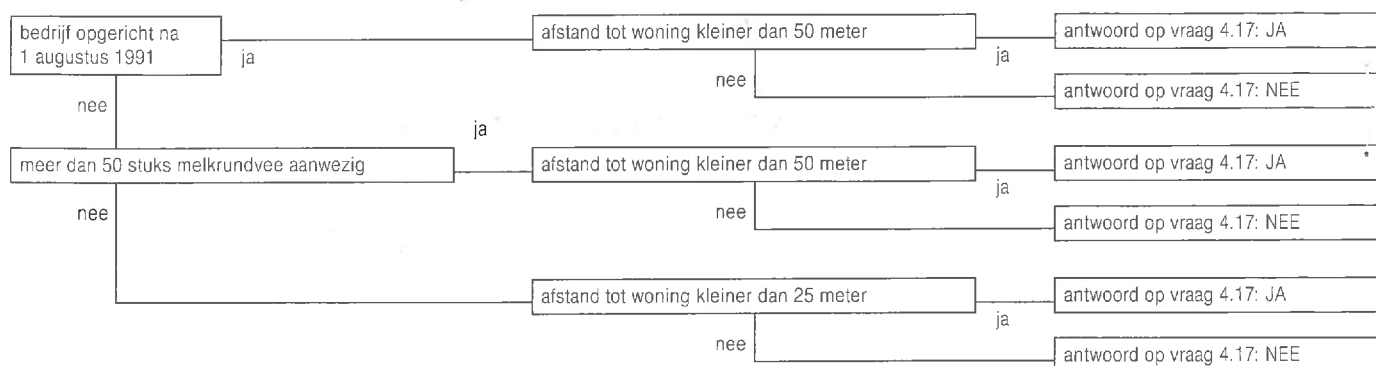 bedrijf opgericht na
1 augustus 1991
ja
afstand tot woning kleiner dan 50 meter
ja
antwoord op vraag 4.17: JA
nee
antwoord op vraag 4.17: NEE
nee
meer dan 50 stuks melkrundvee aanwezig
ja
afstand tot woning kleiner dan 50 meter
ja
antwoord op vraag 4.17: JA
nee
antwoord op vraag 4.17: NEE
nee
afstand tot woning kleiner dan 25 meter
ja
antwoord op vraag 4.17: JA
nee
antwoord op vraag 4.17: NEE